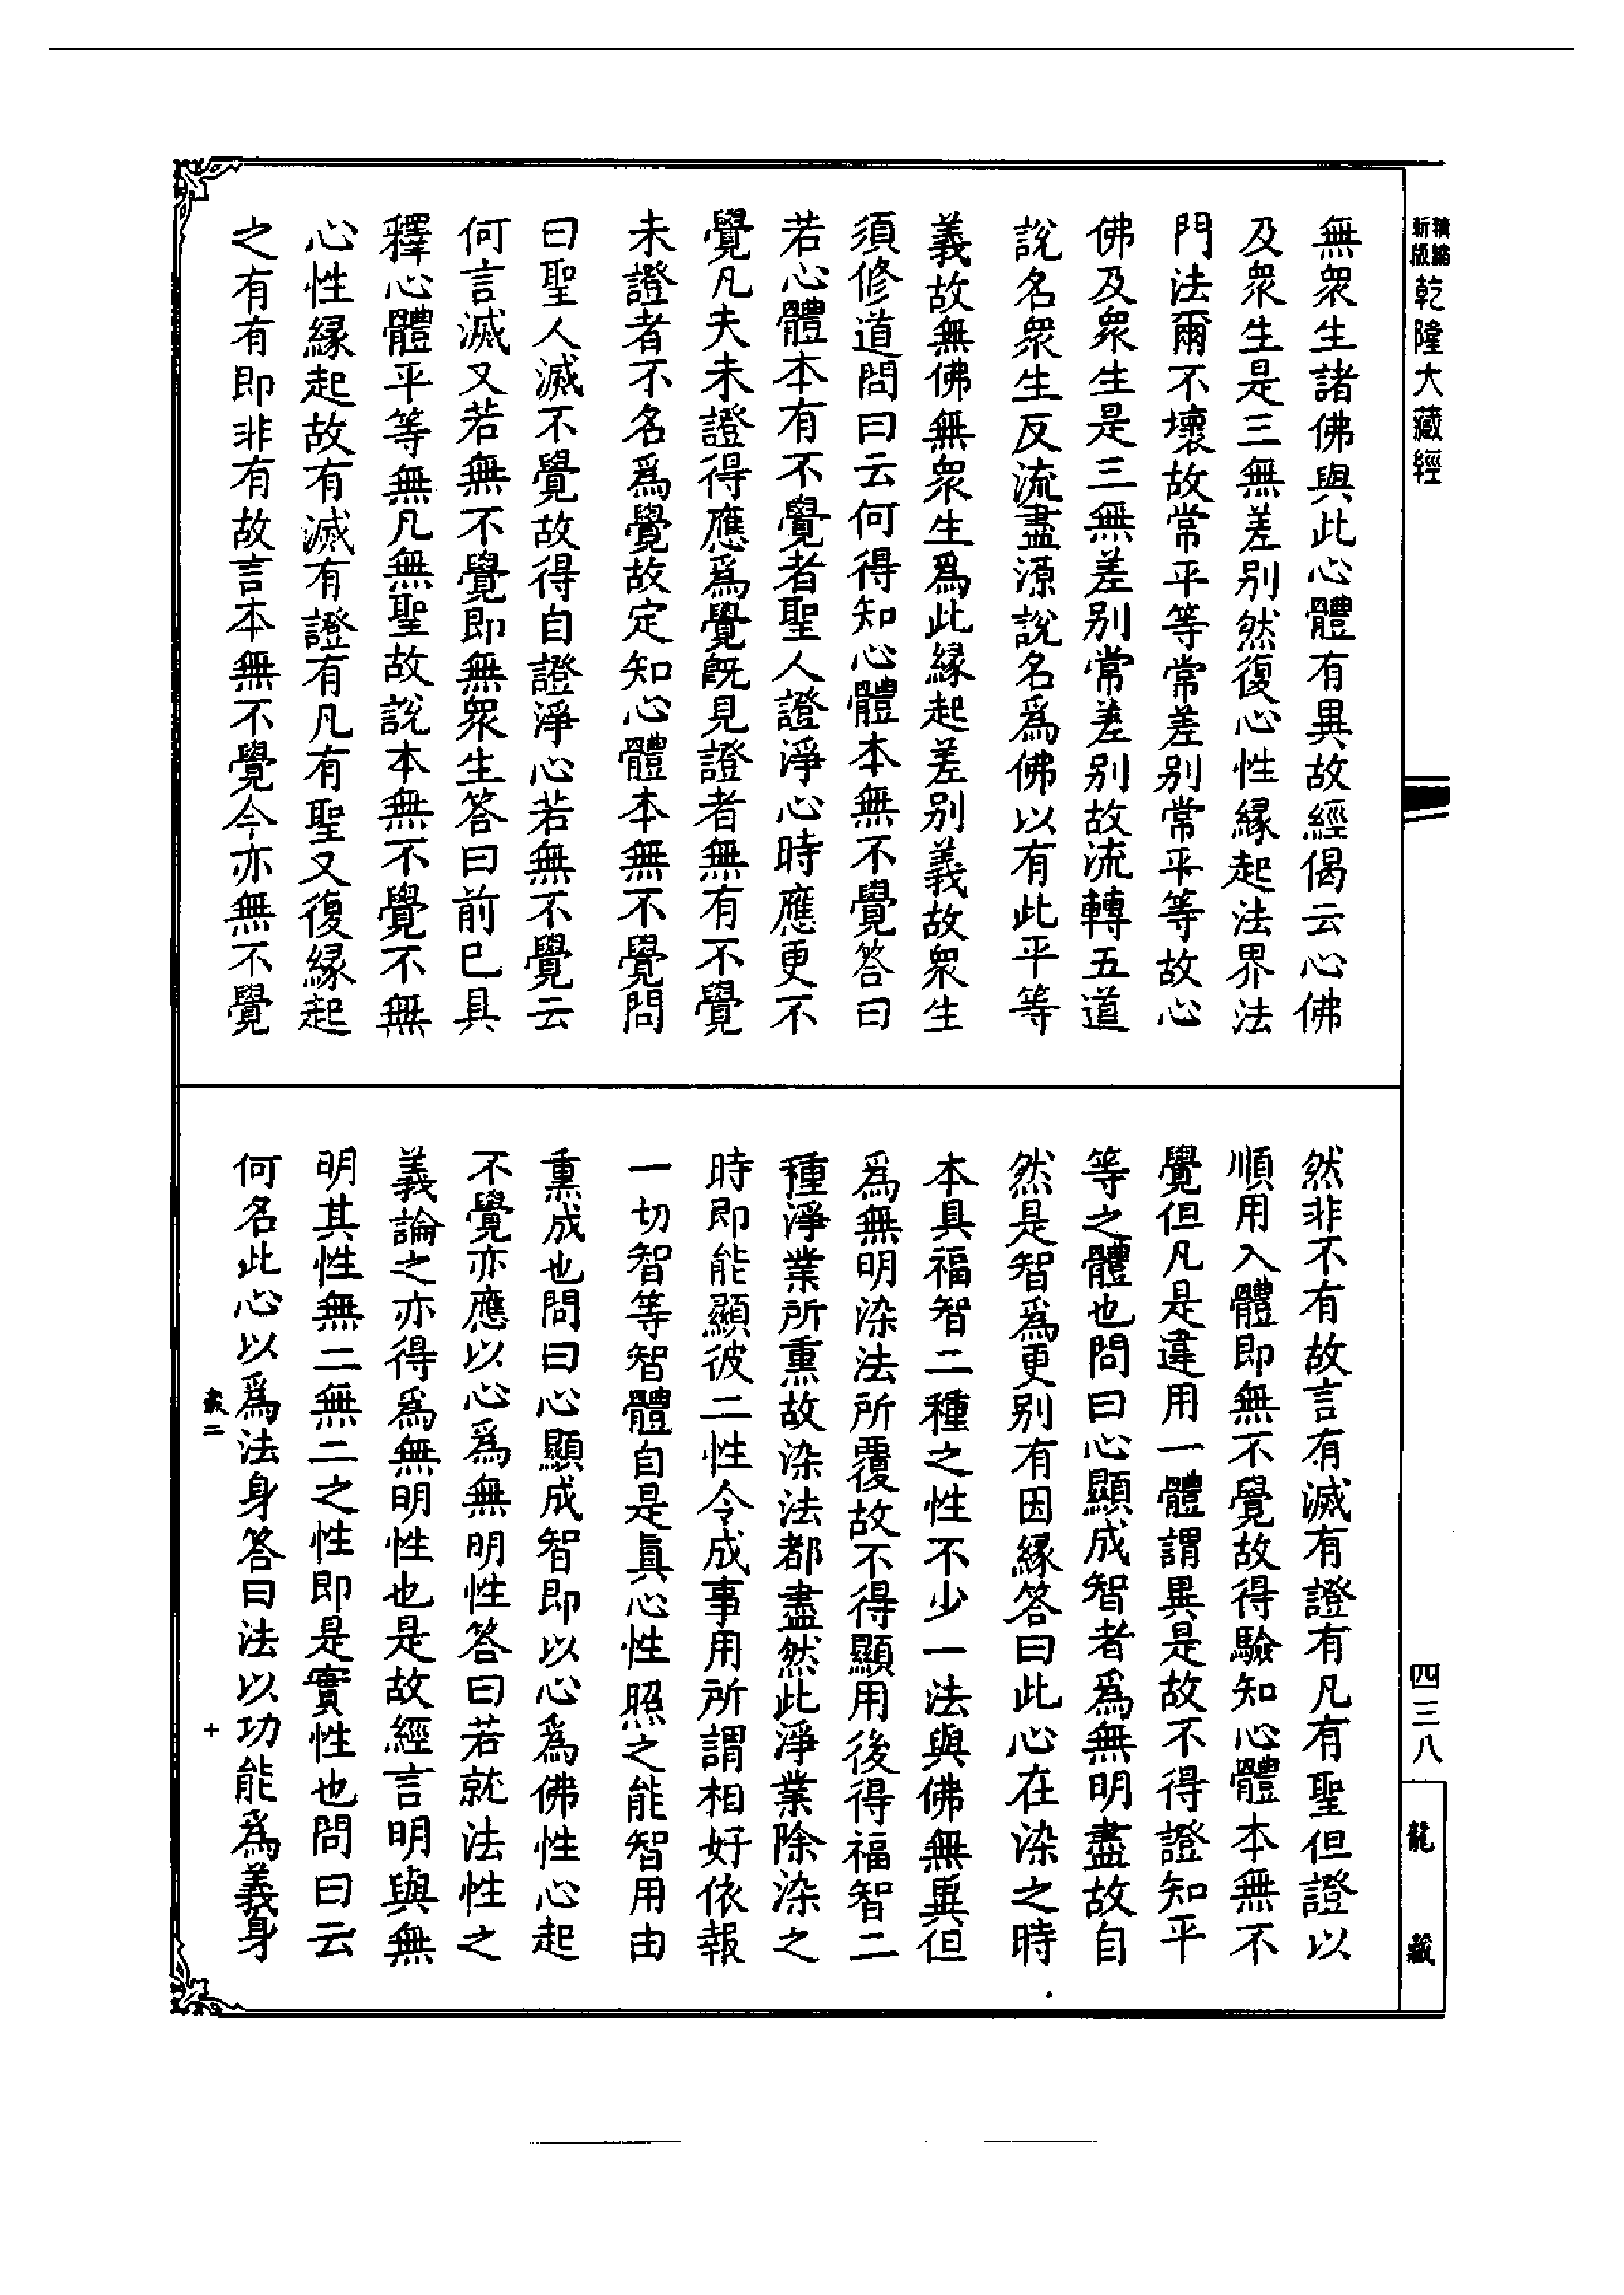 精縮新版乾隆大藏經
無衆生諸佛與此心體有異故經偈云心佛
及衆生是三無差别然復心性緣起法界法
門法爾不壞故常平等常差别常平等故心
佛及衆生是三無差别常差别故流轉五道
說名衆生反流盡源說名爲佛以有此平等
義故無佛無衆生爲此緣起差别義故衆生
須修道問曰云何得知心體本無不覺答曰
若心體本有不覺者聖人證淨心時應更不
覺凡夫未證得應爲覺旣見證者無有不覺
未證者不名爲覺故定知心體本無不覺問
曰聖人滅不覺故得自證淨心若無不覺云
何言滅又若無不覺即無衆生答曰前已具
釋心體平等無凡無聖故說本無不覺不無
心性緣起故有滅有證有凡有聖又復緣起
之有有即非有故言本無不覺今亦無不覺
然非不有故言有滅有證有凡有聖但證以
順用入體即無不覺故得驗知心體本無不
覺但凡是違用一體謂異是故不得證知平
等之體也問曰心顯成智者爲無明盡故自
然是智爲更别有因緣答曰此心在染之時
本具福智二種之性不少一法與佛無異但
爲無明染法所覆故不得顯用後得福智二
種淨業所熏故染法都盡然此淨業除染之
時即能顯彼二性令成事用所謂相好依報
一切智等智體自是眞心性照之能智用由
熏成也問曰心顯成智即以心爲佛性心起
不覺亦應以心爲無明性答曰若就法性之
義論之亦得爲無明性也是故經言明與無
明其性無二無二之性即是實性也問曰云
何名此心以爲法身答曰法以功能爲義身
四三八
龍藏
十